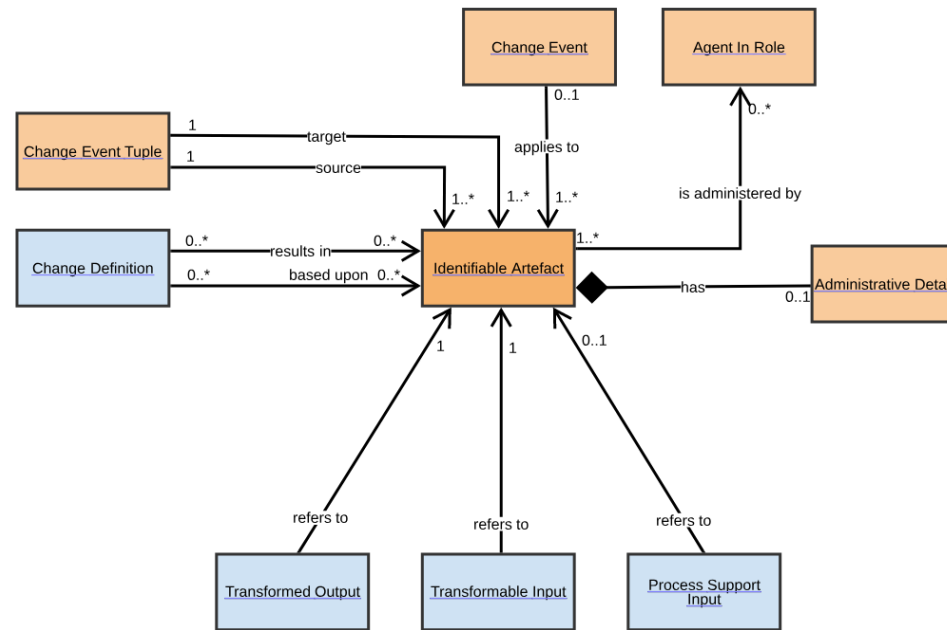 Change Event
Agent In Role
0..1
0..*
Change Event Tuple
1
target
1
source
applies to
is administered by
1..*
1..*
1..*
1..*
Change Definition
0..*
results in
0..*
0..*
based upon
0..*
Identifiable Artefact
has
0..1
Administrative Detai
1
1
0..1
refers to
refers to
refers to
Transformed Output
Transformable Input
Process Support
Input